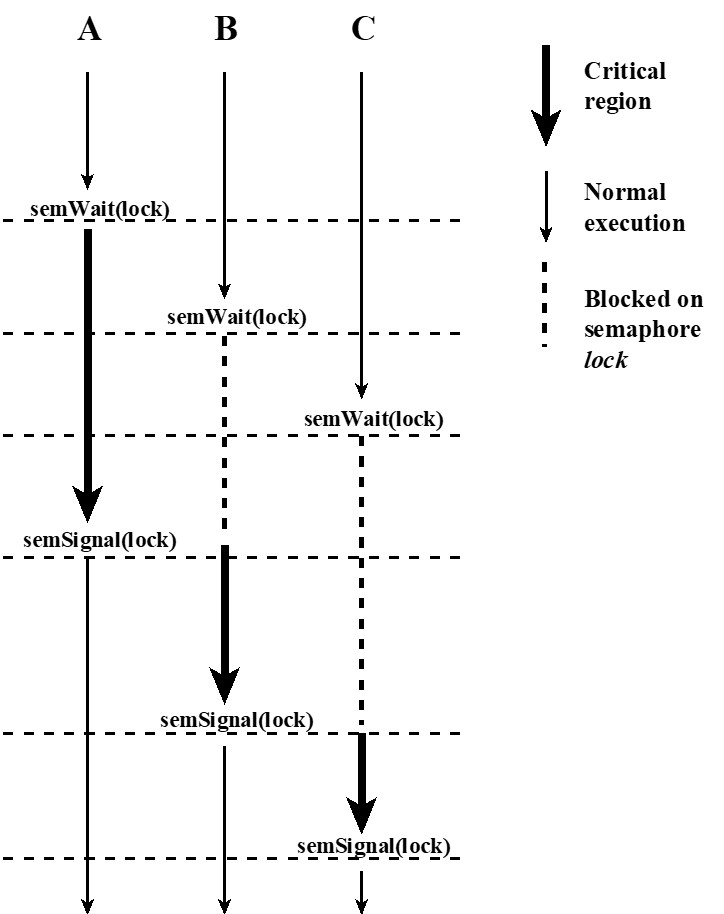 A B C
Critical
region
Normal
execution
semWait(lock)
Blocked on
semaphore
lock
semWait(lock)
semWait(lock)
semSignal(lock)
semSignal(lock)
semSignal(lock)